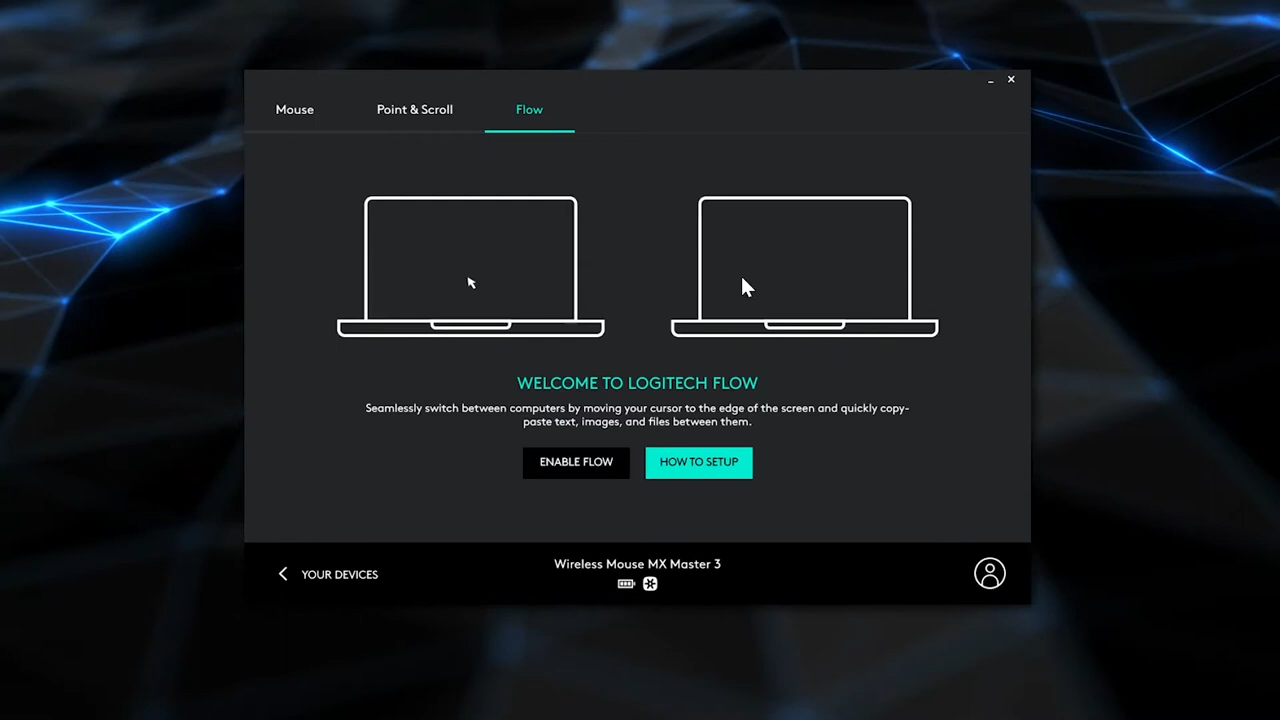 Mouse
Point & Scroll
Flow
WELCOME TO LOGITECH FLOW
Seamlessly switch between computers by moving your cursor to the edge of the screen and quickly copy-
paste text, images, and files between them.
ENABLE FLOW
HOW TO SETUP
YOUR DEVICES
Wireless Mouse MX Master 3